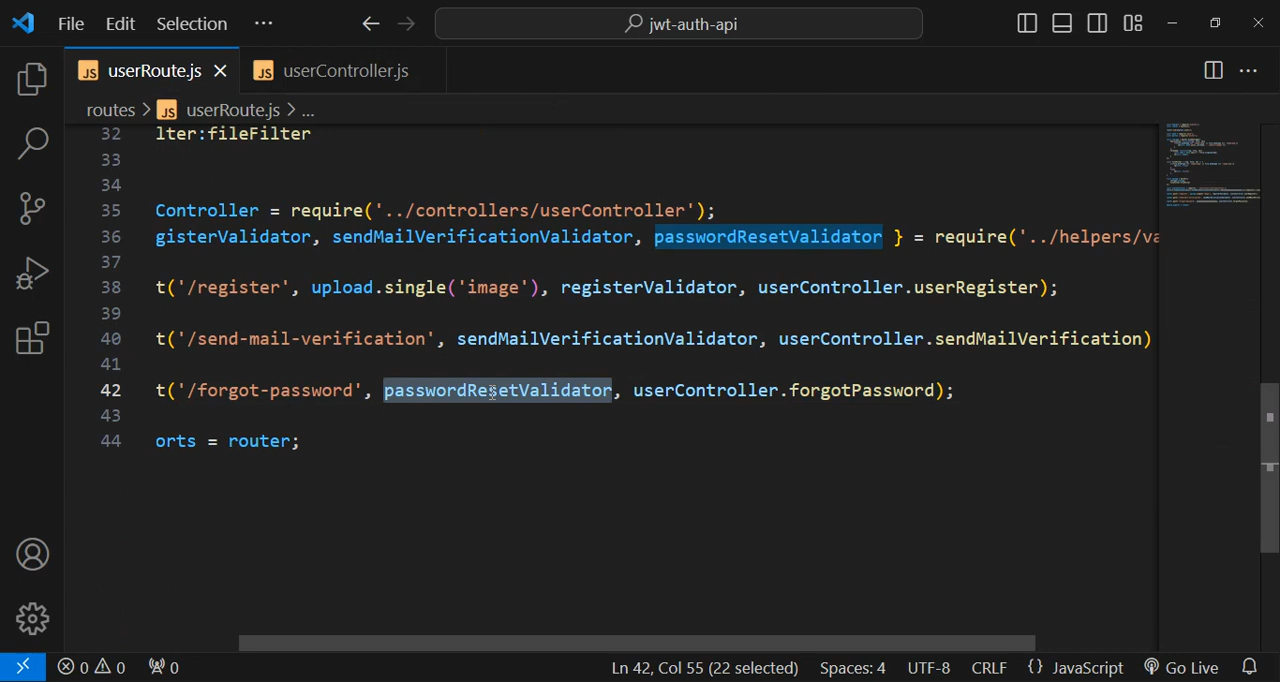 File Edit Selection ··· jwt-auth-api
JS userRoute.js JS userController.js ···
routes > JS userRoute.js > ...
32 lter:fileFilter
33
34
35 Controller = require('../controllers/userController');
36 gisterValidator, sendMailVerificationValidator, passwordResetValidator } = require('../helpers/va
37
38 t('/register', upload.single('image'), registerValidator, userController.userRegister);
39
40 t('/send-mail-verification', sendMailVerificationValidator, userController.sendMailVerification)
41
42 t('/forgot-password', passwordResetValidator, userController.forgotPassword);
43
44 orts = router;
0 0 0 Ln 42, Col 55 (22 selected) Spaces: 4 UTF-8 CRLF {} JavaScript Go Live